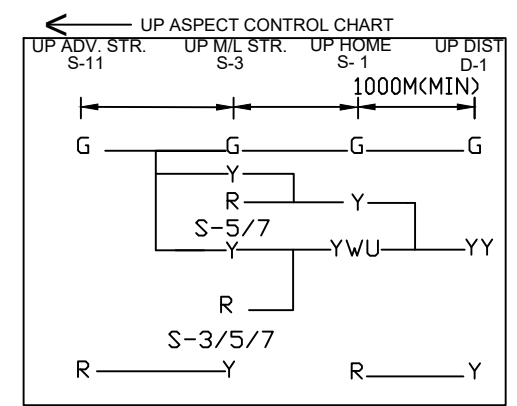 UP ASPECT CONTROL CHART
UP ADV. STR. UP M/L STR. UP HOME UP DIST
S-11 S-3 S- 1 D-1
1000M(MIN)
G G G G
Y
R Y
S-5/7
Y YWU YY
R
S-3/5/7
R Y R Y